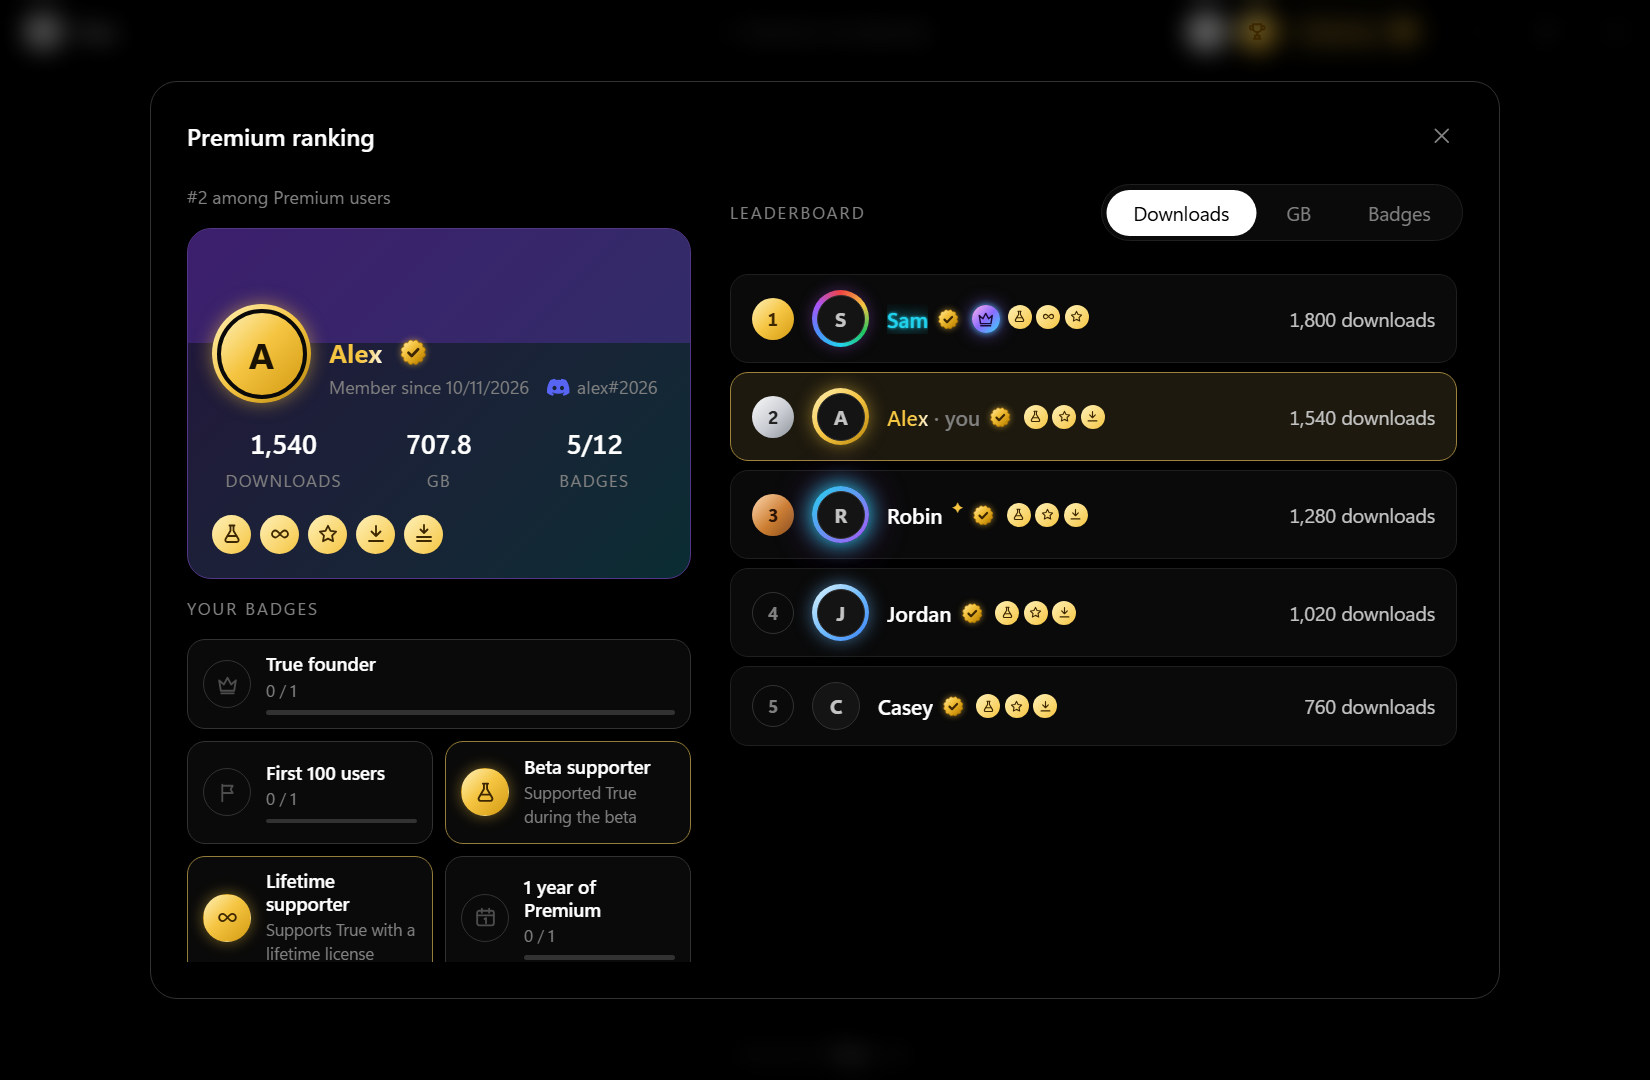 Premium ranking
#2 among Premium users
A
Alex
Member since 10/11/2026 alex#2026
1,540 707.8 5/12
DOWNLOADS GB BADGES
YOUR BADGES
True founder
0 / 1
First 100 users
0 / 1
Beta supporter
Supported True
during the beta
Lifetime
supporter
Supports True with a
lifetime license
1 year of
Premium
0 / 1
1
LEADERBOARD
Downloads GB Badges
1 S Sam 1,800 downloads
2 A Alex · you 1,540 downloads
3 R Robin 1,280 downloads
4 J Jordan 1,020 downloads
5 C Casey 760 downloads